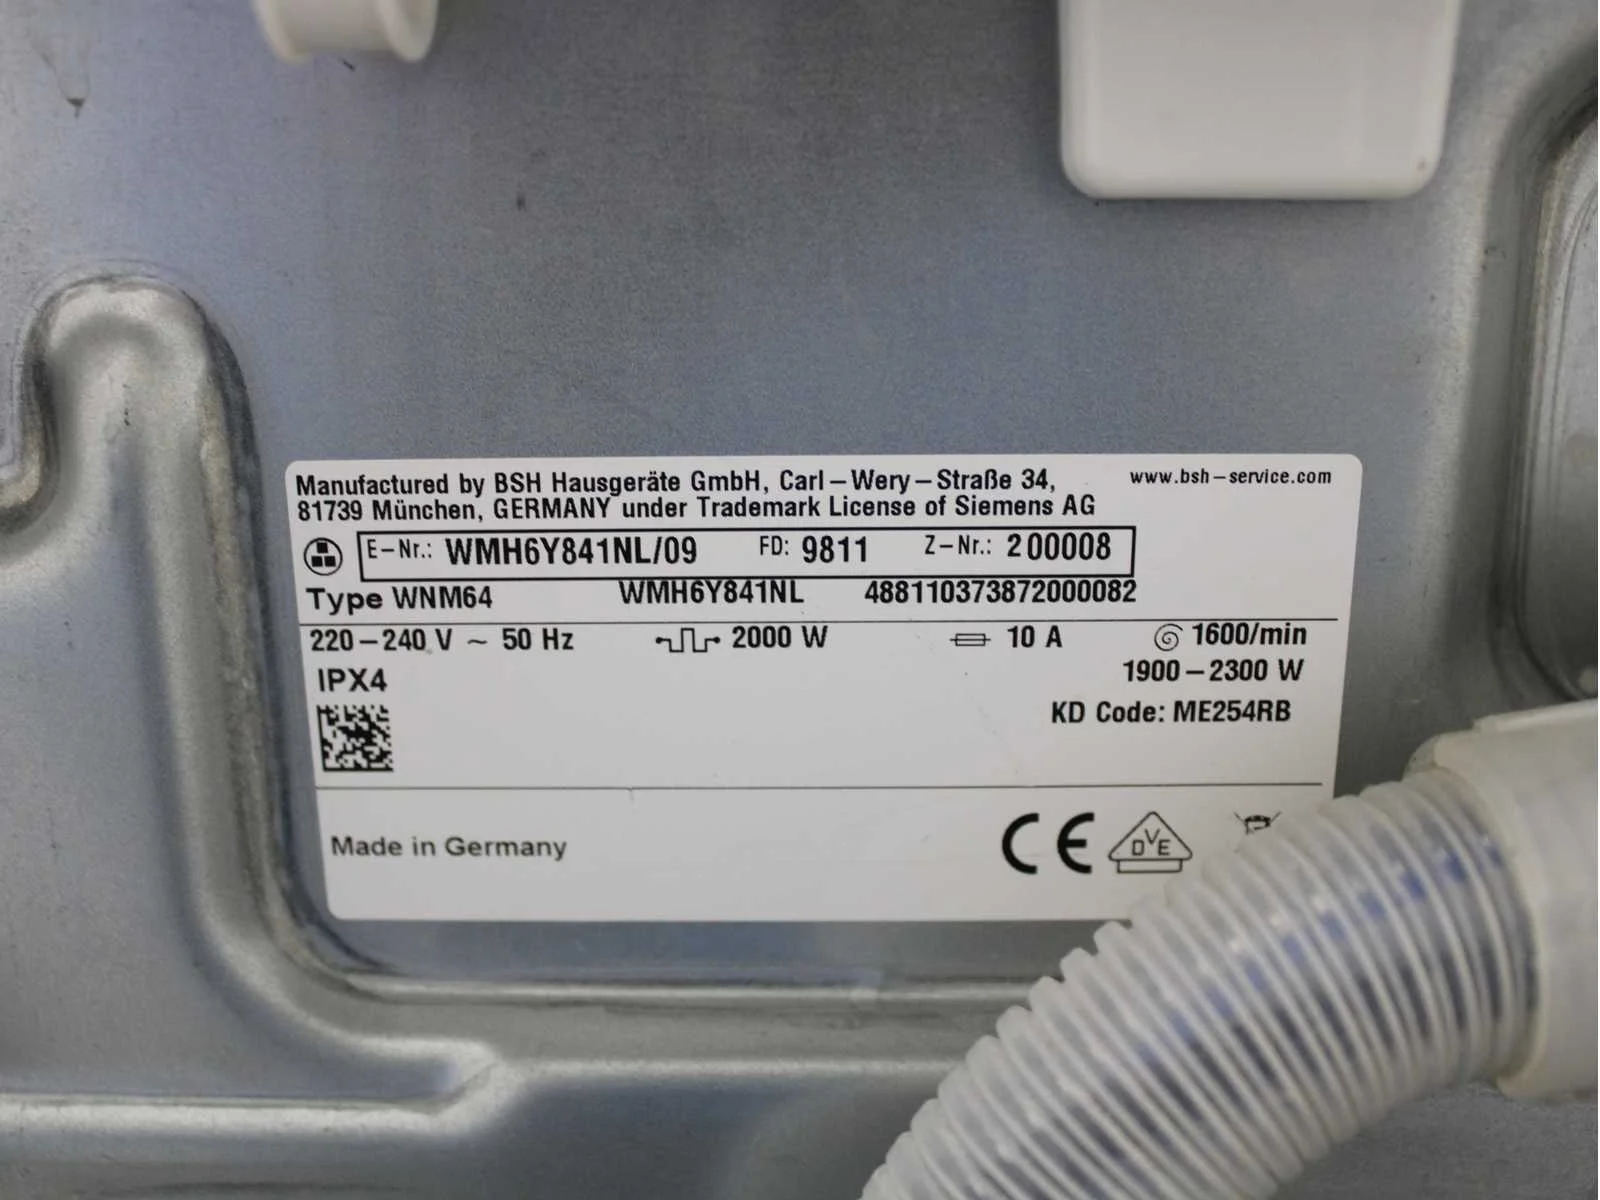 Manufactured by BSH Hausgeräte GmbH, Carl-Wery-Straße 34, www.bsh-service.com
81739 München, GERMANY under Trademark License of Siemens AG
E-Nr.: WMH6Y841NL/09 FD: 9811 Z-Nr.: 200008
Type WNM64 WMH6Y841NL 488110373872000082
220-240 V ~ 50 Hz 2000 W 10 A 1600/min
IPX4 1900-2300 W
KD Code: ME254RB
Made in Germany CE DVE